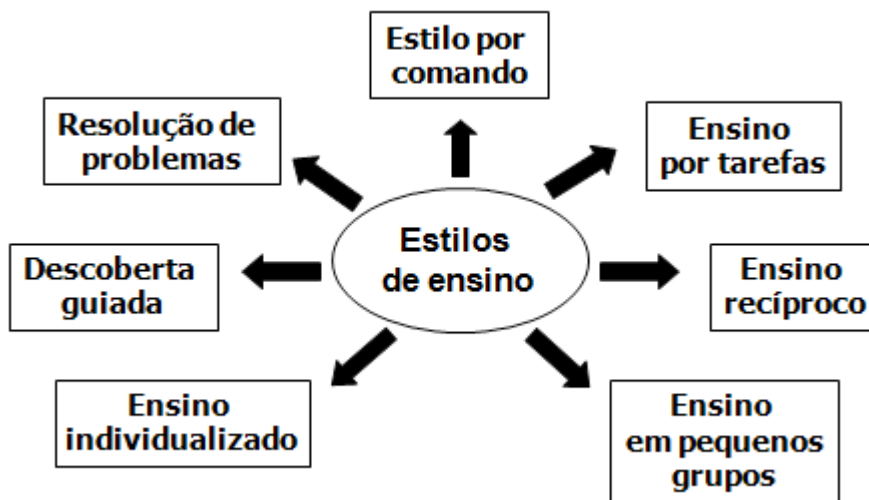 Estilo por
comando
Resolução de
problemas
Ensino
por tarefas
Estilos
de ensino
Descoberta
guiada
Ensino
recíproco
Ensino
individualizado
Ensino
em pequenos
grupos